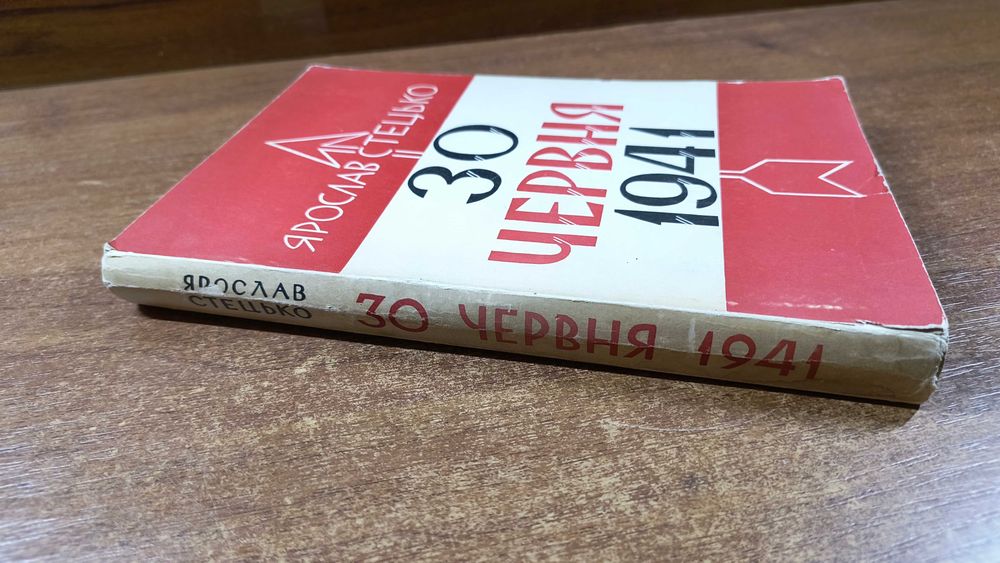 ЯРОСЛАВ СТЕЦЬКО
30
ЧЕРВНЯ
1941
ЯРОСЛАВ
СТЕЦЬКО
30 ЧЕРВНЯ 1941